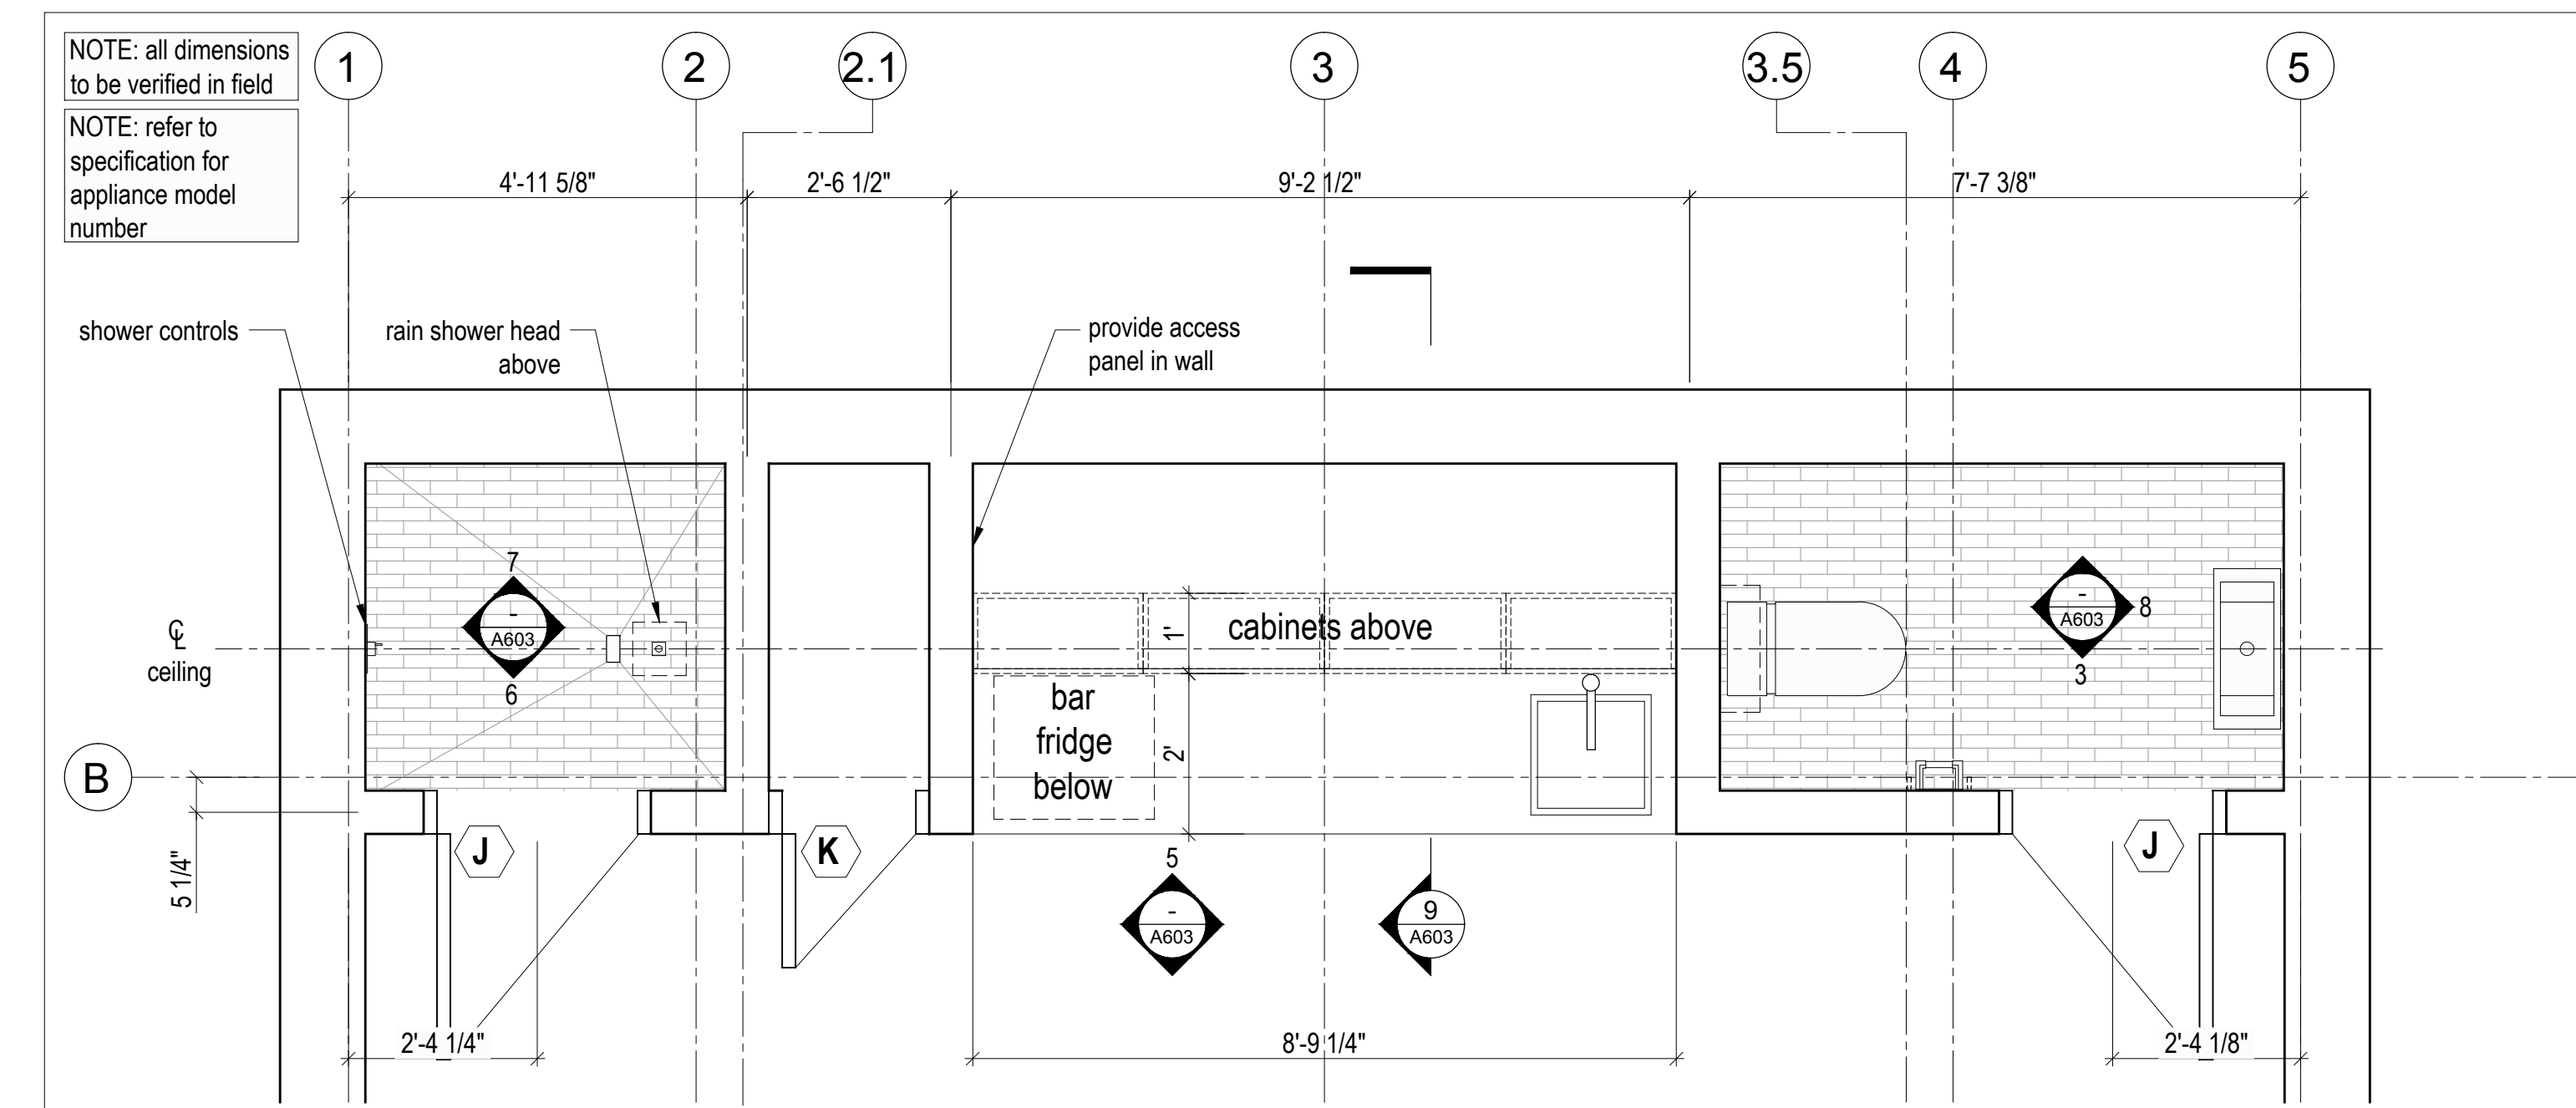 NOTE: all dimensions
to be verified in field
NOTE: refer to
specification for
appliance model
number
1
2
2.1
3
3.5
4
5
4'-11 5/8"
2'-6 1/2"
9'-2 1/2"
7'-7 3/8"
shower controls
rain shower head
above
provide access
panel in wall
7
-
A603
6
℄
ceiling
1'
cabinets above
2'
bar
fridge
below
-
A603
8
3
B
5 1/4"
J
K
J
5
-
A603
9
A603
2'-4 1/4"
8'-9 1/4"
2'-4 1/8"